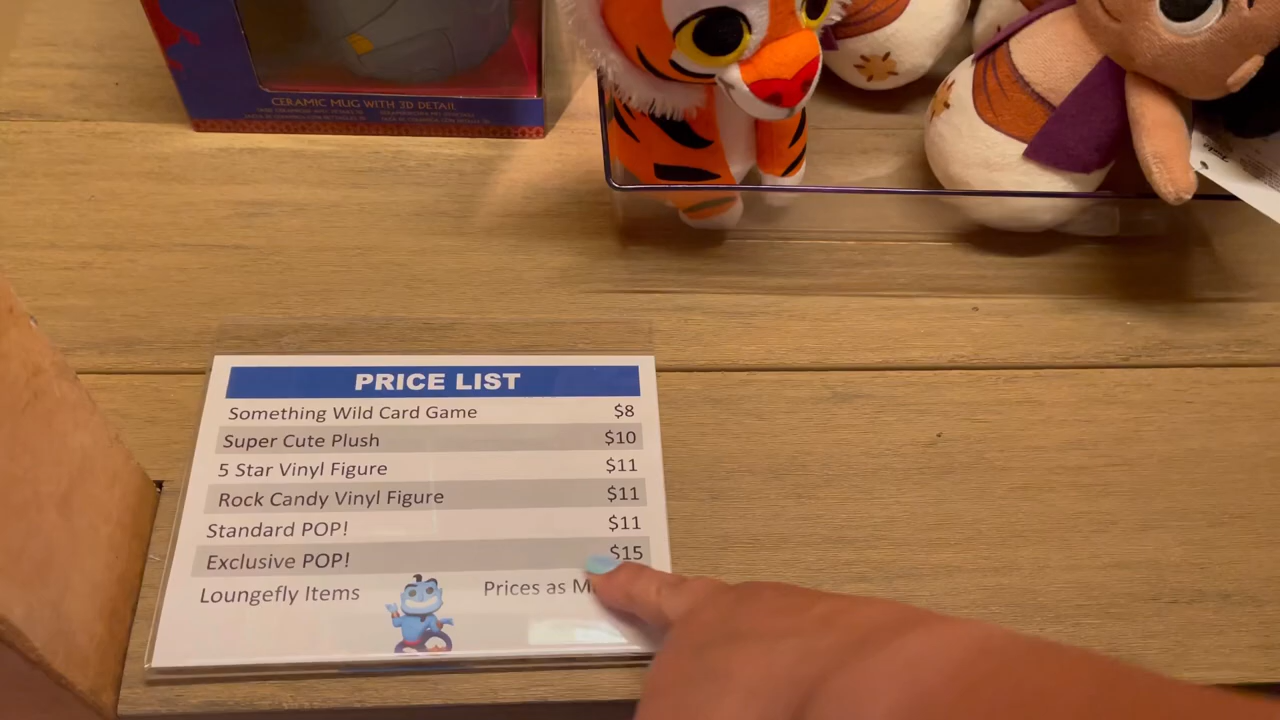 CERAMIC MUG WITH 3D DETAIL
PRICE LIST
Something Wild Card Game $8
Super Cute Plush $10
5 Star Vinyl Figure $11
Rock Candy Vinyl Figure $11
Standard POP! $11
Exclusive POP! $15
Loungefly Items Prices as